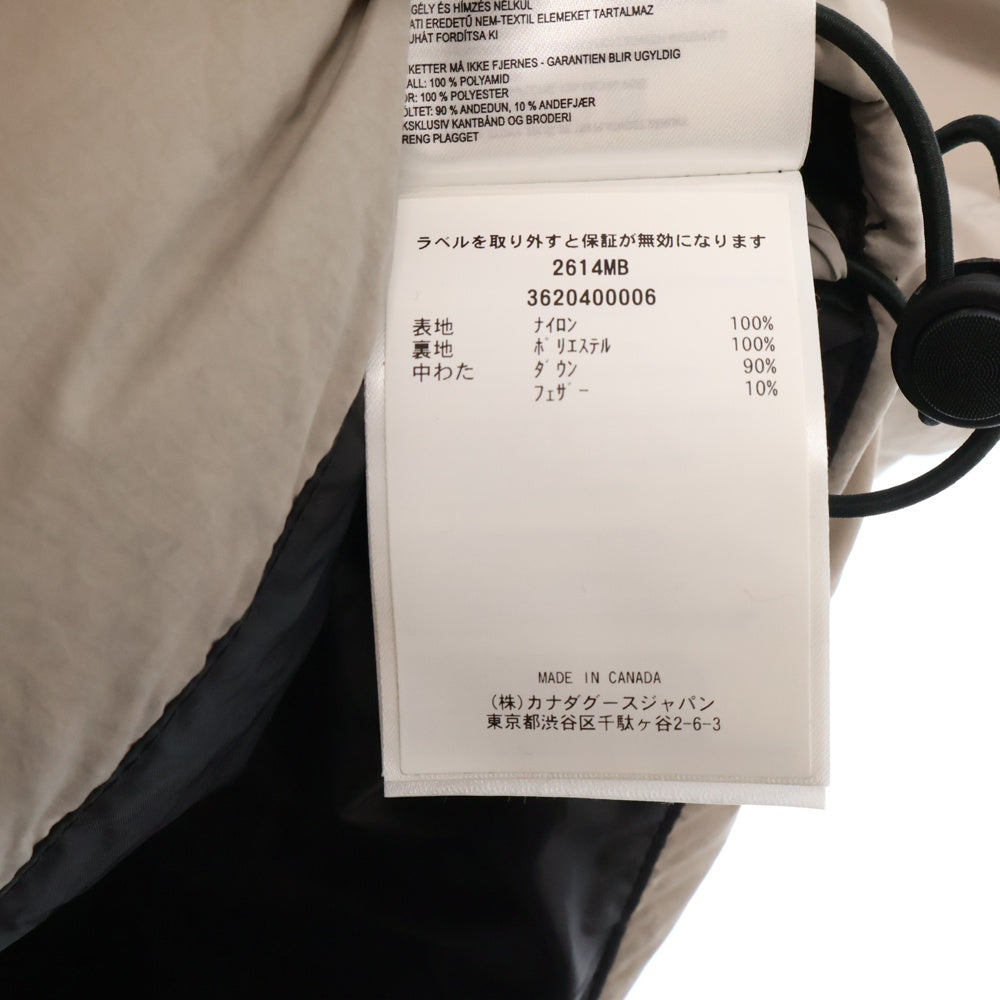 GÉLY ÉS HÍMZÉS NÉLKÜL
ATI EREDETŰ NEM-TEXTIL ELEMEKET TARTALMAZ
UHÁT FORDÍTSA KI
KETTER MÅ IKKE FJERNES - GARANTIEN BLIR UGYLDIG
ALL: 100 % POLYAMID
R: 100 % POLYESTER
LTET: 90 % ANDEDUN, 10 % ANDEFJÆR
KSKLUSIV KANTBÅND OG BRODERI
RENG PLAGGET
ラベルを取り外すと保証が無効になります
2614MB
3620400006
表地 ナイロン 100%
裏地 ポリエステル 100%
中わた ダウン 90%
フェザー 10%
MADE IN CANADA
(株)カナダグースジャパン
東京都渋谷区千駄ヶ谷2-6-3